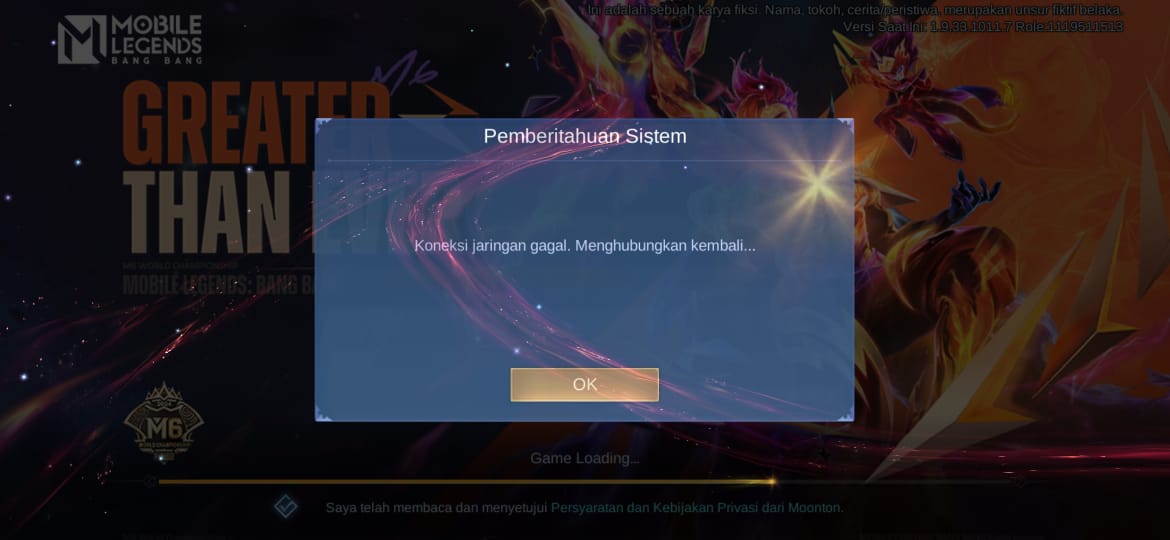 Ini adalah sebuah karya fiksi. Nama, tokoh, cerita/peristiwa, merupakan unsur fiktif belaka.
Versi Saat Ini: 1.9.33.1011.7 Role:1119511513
MOBILE
LEGENDS
BANG BANG
M6
GREATER
THAN
M6 WORLD CHAMPIONSHIP
MOBILE LEGENDS: BANG
Pemberitahuan Sistem
Koneksi jaringan gagal. Menghubungkan kembali...
OK
M6
WORLD CHAMPIONSHIP
Game Loading...
Saya telah membaca dan menyetujui Persyaratan dan Kebijakan Privasi dari Moonton.